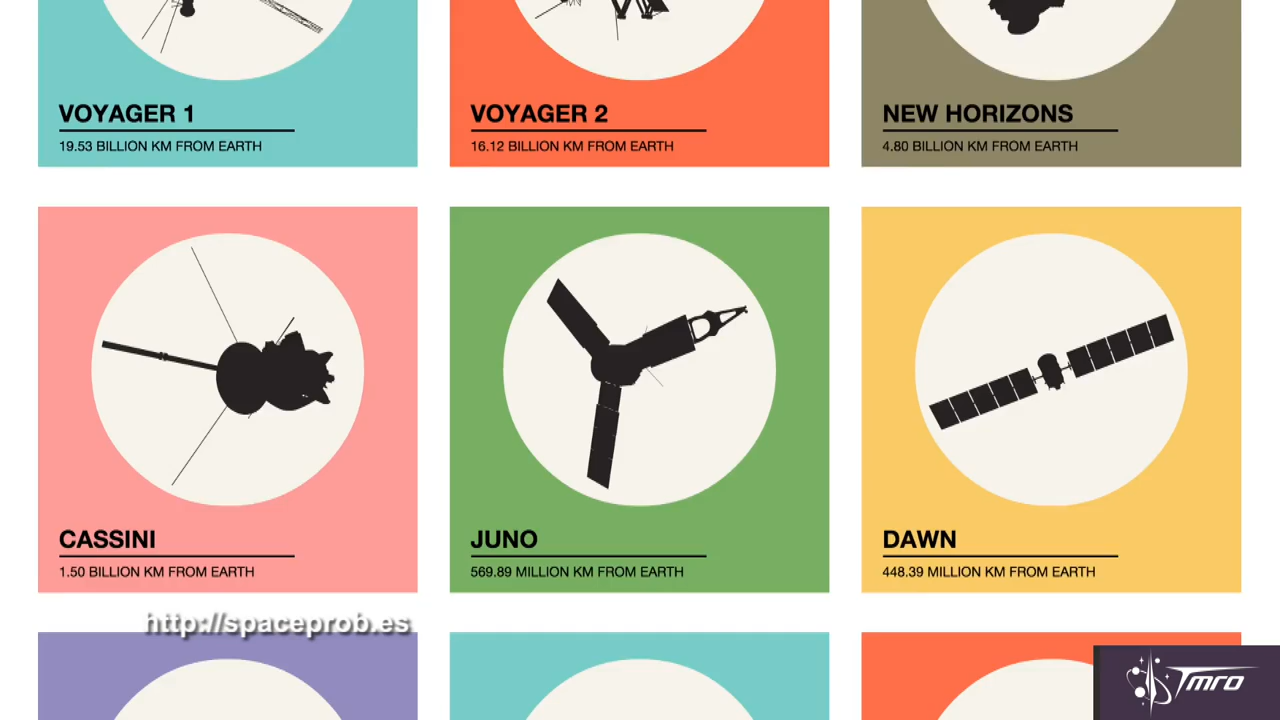 VOYAGER 1
19.53 BILLION KM FROM EARTH
VOYAGER 2
16.12 BILLION KM FROM EARTH
NEW HORIZONS
4.80 BILLION KM FROM EARTH
CASSINI
1.50 BILLION KM FROM EARTH
JUNO
569.89 MILLION KM FROM EARTH
DAWN
448.39 MILLION KM FROM EARTH
http://spaceprob.es
Tmro